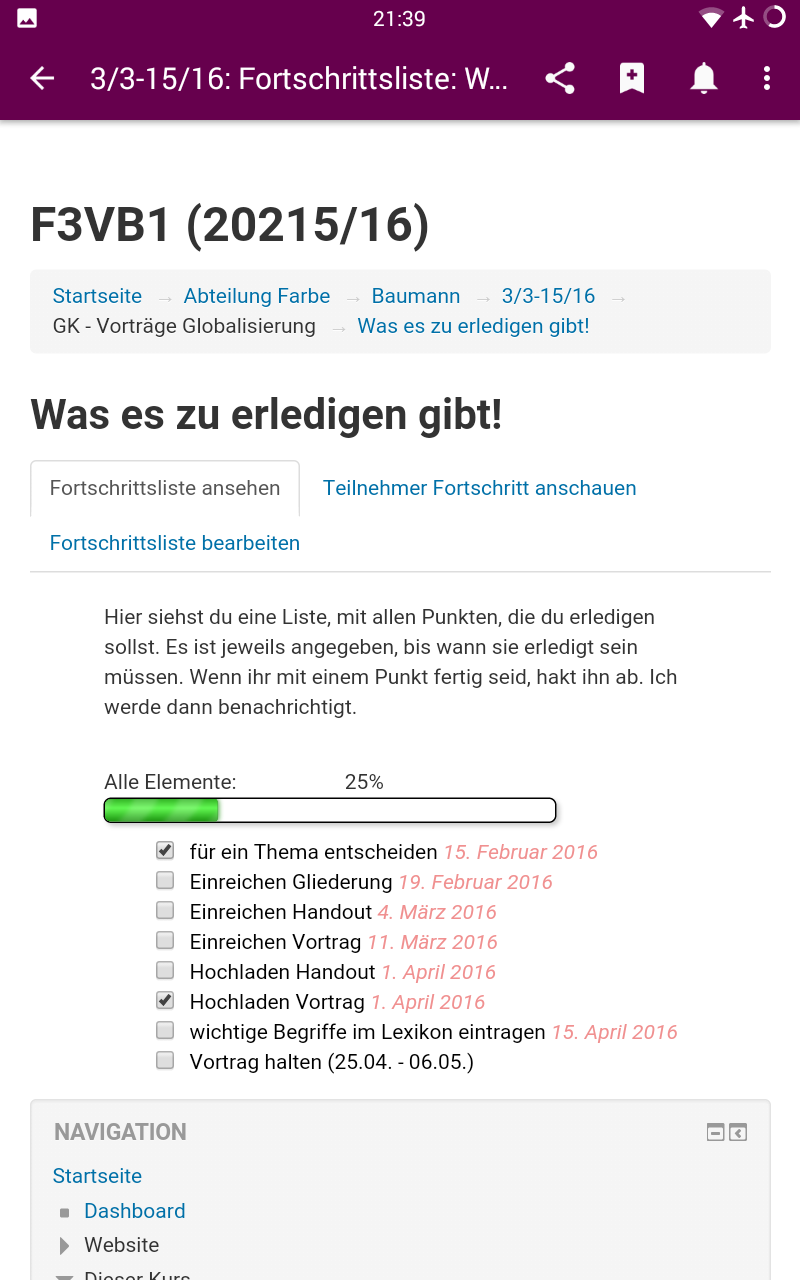 21:39
3/3-15/16: Fortschrittsliste: W...
F3VB1 (20215/16)
Startseite → Abteilung Farbe → Baumann → 3/3-15/16 →
GK - Vorträge Globalisierung → Was es zu erledigen gibt!
Was es zu erledigen gibt!
Fortschrittsliste ansehen Teilnehmer Fortschritt anschauen
Fortschrittsliste bearbeiten
Hier siehst du eine Liste, mit allen Punkten, die du erledigen
sollst. Es ist jeweils angegeben, bis wann sie erledigt sein
müssen. Wenn ihr mit einem Punkt fertig seid, hakt ihn ab. Ich
werde dann benachrichtigt.
Alle Elemente: 25%
für ein Thema entscheiden 15. Februar 2016
Einreichen Gliederung 19. Februar 2016
Einreichen Handout 4. März 2016
Einreichen Vortrag 11. März 2016
Hochladen Handout 1. April 2016
Hochladen Vortrag 1. April 2016
wichtige Begriffe im Lexikon eintragen 15. April 2016
Vortrag halten (25.04. - 06.05.)
NAVIGATION
Startseite
Dashboard
Website
Dieser Kurs